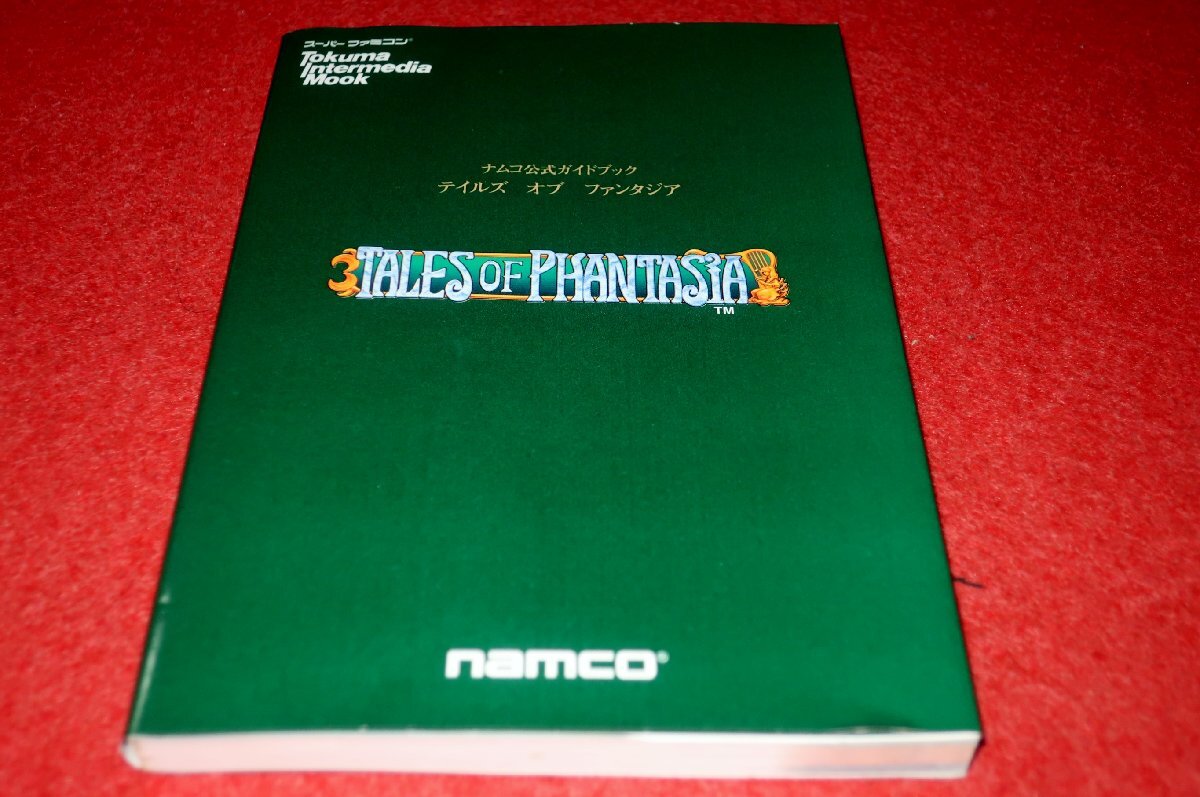 スーパーファミコン®
Tokuma
Intermedia
Mook
ナムコ公式ガイドブック
テイルズ オブ ファンタジア
TALES OF PHANTASiA
TM
namco®